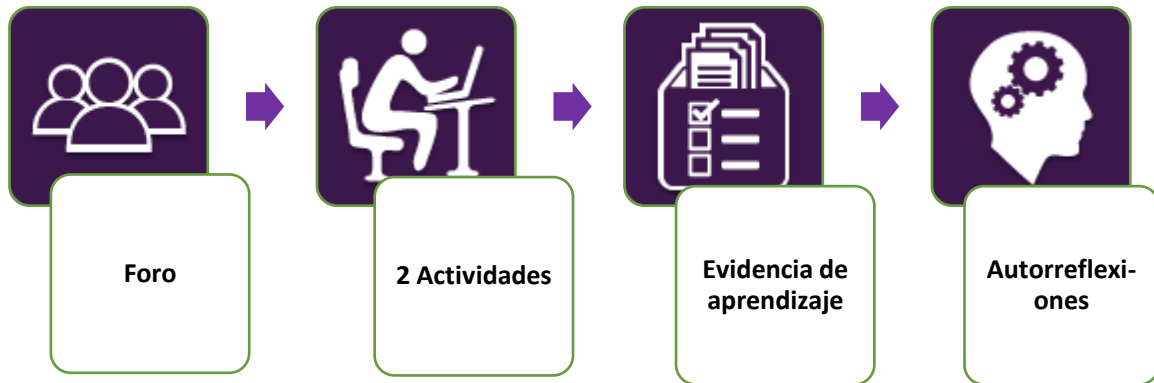 Foro
2 Actividades
Evidencia de
aprendizaje
Autorreflexi-
ones